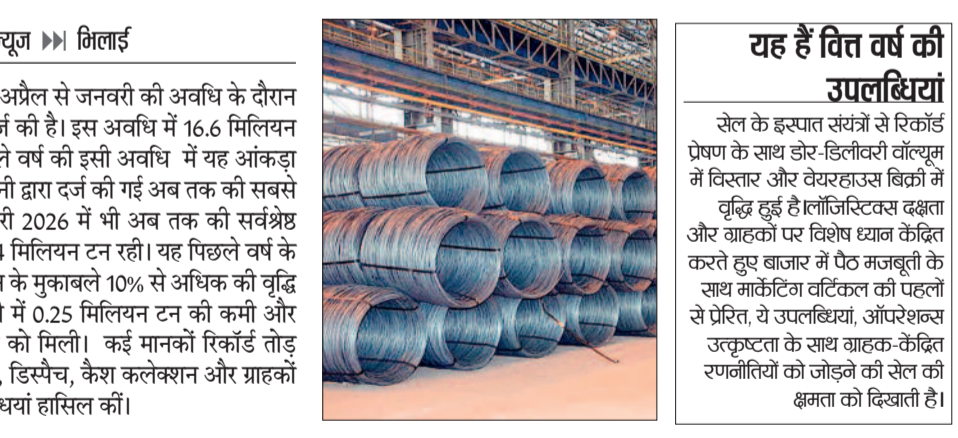 भिलाई
अप्रैल से जनवरी की अवधि के दौरान
की है। इस अवधि में 16.6 मिलियन
वर्ष की इसी अवधि में यह आंकड़ा
द्वारा दर्ज की गई अब तक की सबसे
2026 में भी अब तक की सर्वश्रेष्ठ
मिलियन टन रही। यह पिछले वर्ष के
के मुकाबले 10% से अधिक की वृद्धि
में 0.25 मिलियन टन की कमी और
को मिली। कई मानकों रिकॉर्ड तोड़
, डिस्पैच, कैश कलेक्शन और ग्राहकों
हासिल कीं।
यह हैं वित्त वर्ष की
उपलब्धियां
सेल के इस्पात संयंत्रों से रिकॉर्ड
प्रेषण के साथ डोर-डिलीवरी वॉल्यूम
में विस्तार और वेयरहाउस बिक्री में
वृद्धि हुई है।लॉजिस्टिक्स दक्षता
और ग्राहकों पर विशेष ध्यान केंद्रित
करते हुए बाजार में पैठ मजबूती के
साथ मार्केटिंग वर्टिकल की पहलों
से प्रेरित, ये उपलब्धियां, ऑपरेशन्स
उत्कृष्टता के साथ ग्राहक-केंद्रित
रणनीतियों को जोड़ने की सेल की
क्षमता को दिखाती है।